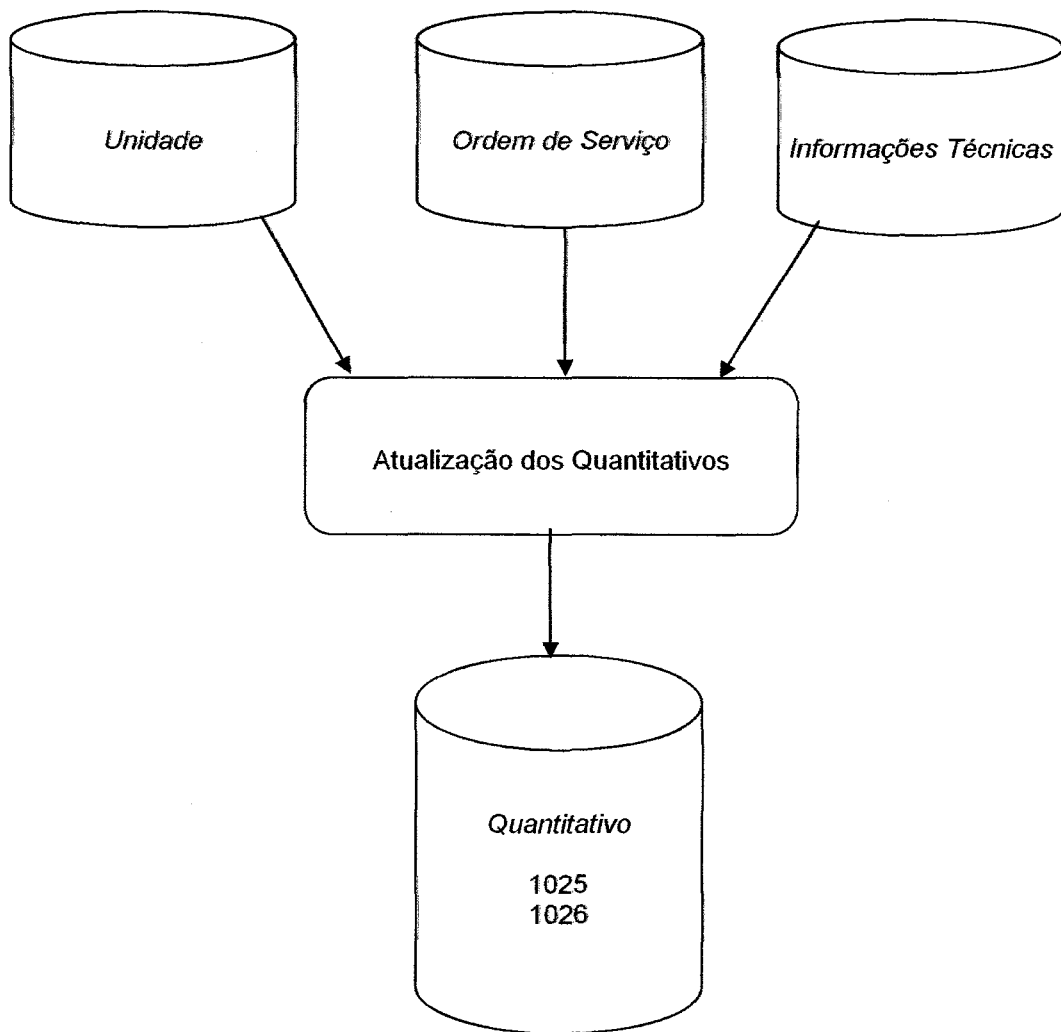 Unidade
Ordem de Serviço
Informações Técnicas
Atualização dos Quantitativos
Quantitativo
1025
1026